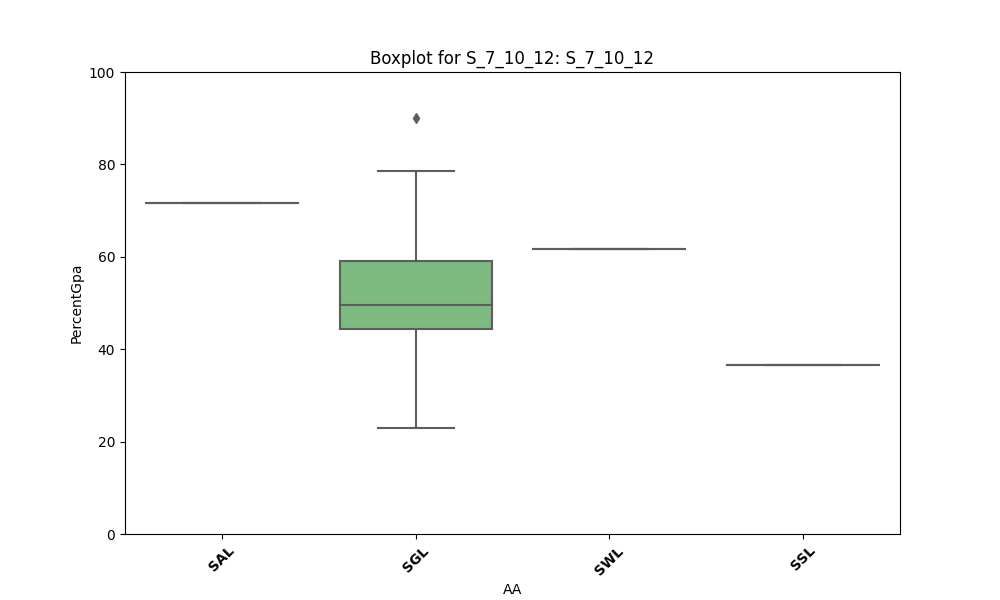 Boxplot for S_7_10_12: S_7_10_12
100
80
60
40
20
0
PercentGpa
SAL
SGL
SWL
SSL
AA